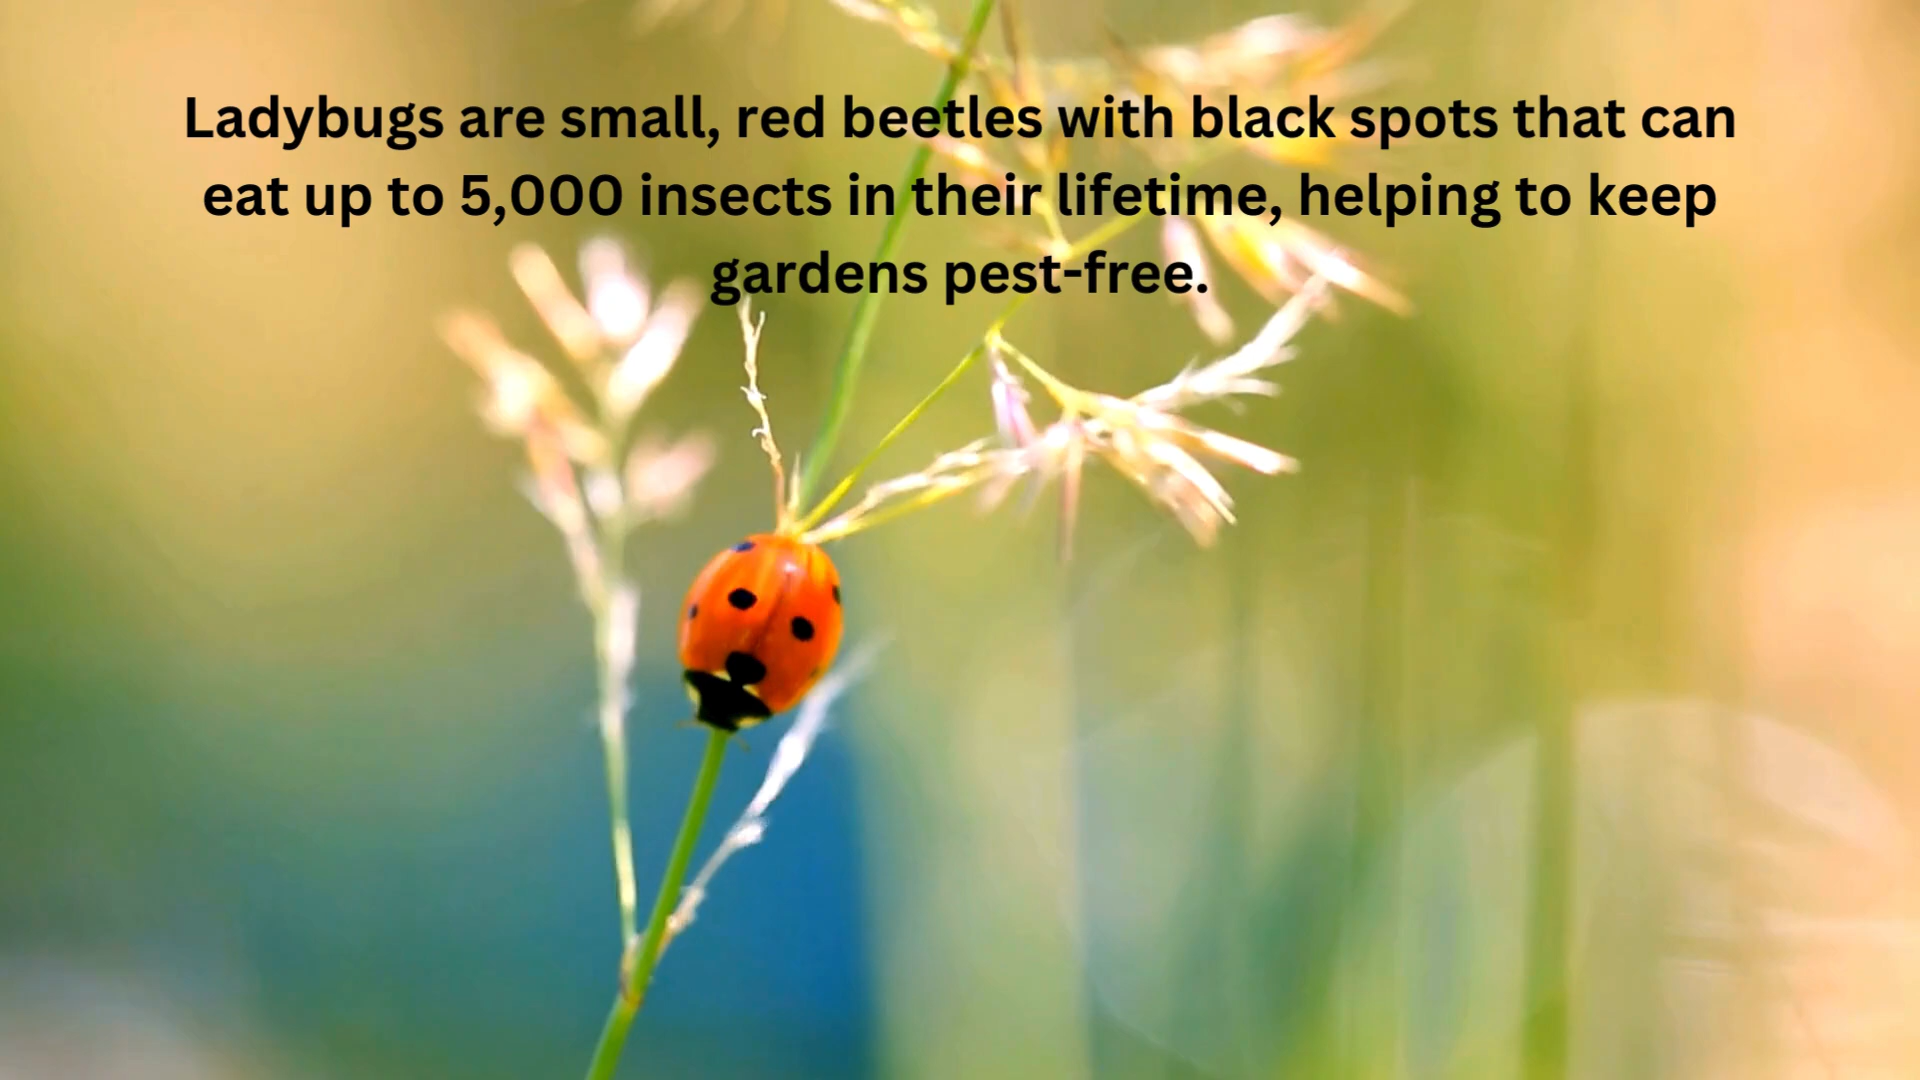 Ladybugs are small, red beetles with black spots that can
eat up to 5,000 insects in their lifetime, helping to keep
gardens pest-free.